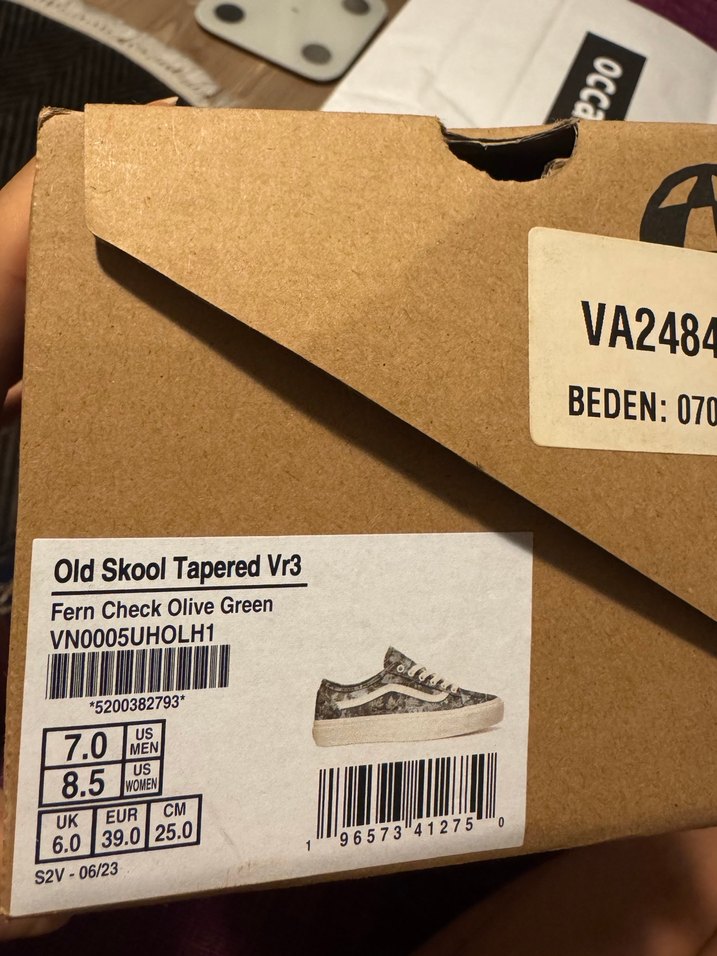 occa
VA2484
BEDEN: 070
Old Skool Tapered Vr3
Fern Check Olive Green
VN0005UHOLH1
*5200382793*
7.0 US MEN
8.5 US WOMEN
UK 6.0
EUR 39.0
CM 25.0
S2V - 06/23
1 96573 41275 0